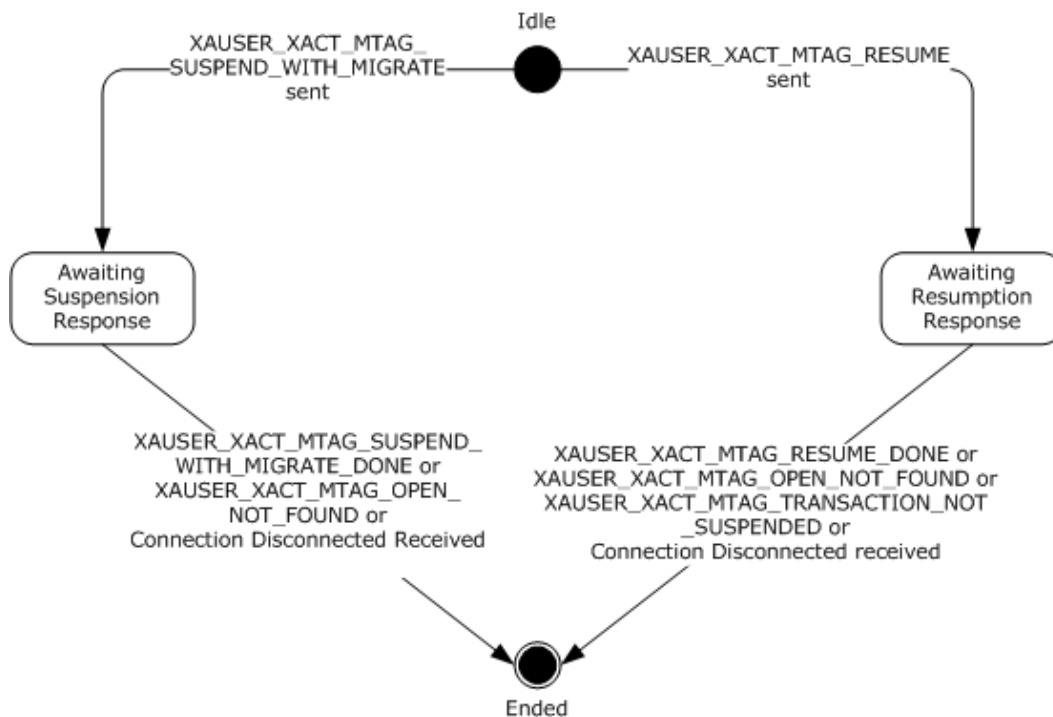 Idle
XAUSER_XACT_MTAG_
SUSPEND_WITH_MIGRATE
sent
XAUSER_XACT_MTAG_RESUME
sent
Awaiting
Suspension
Response
Awaiting
Resumption
Response
XAUSER_XACT_MTAG_SUSPEND_
WITH_MIGRATE_DONE or
XAUSER_XACT_MTAG_OPEN_
NOT_FOUND or
Connection Disconnected Received
XAUSER_XACT_MTAG_RESUME_DONE or
XAUSER_XACT_MTAG_OPEN_NOT_FOUND or
XAUSER_XACT_MTAG_TRANSACTION_NOT
_SUSPENDED or
Connection Disconnected received
Ended